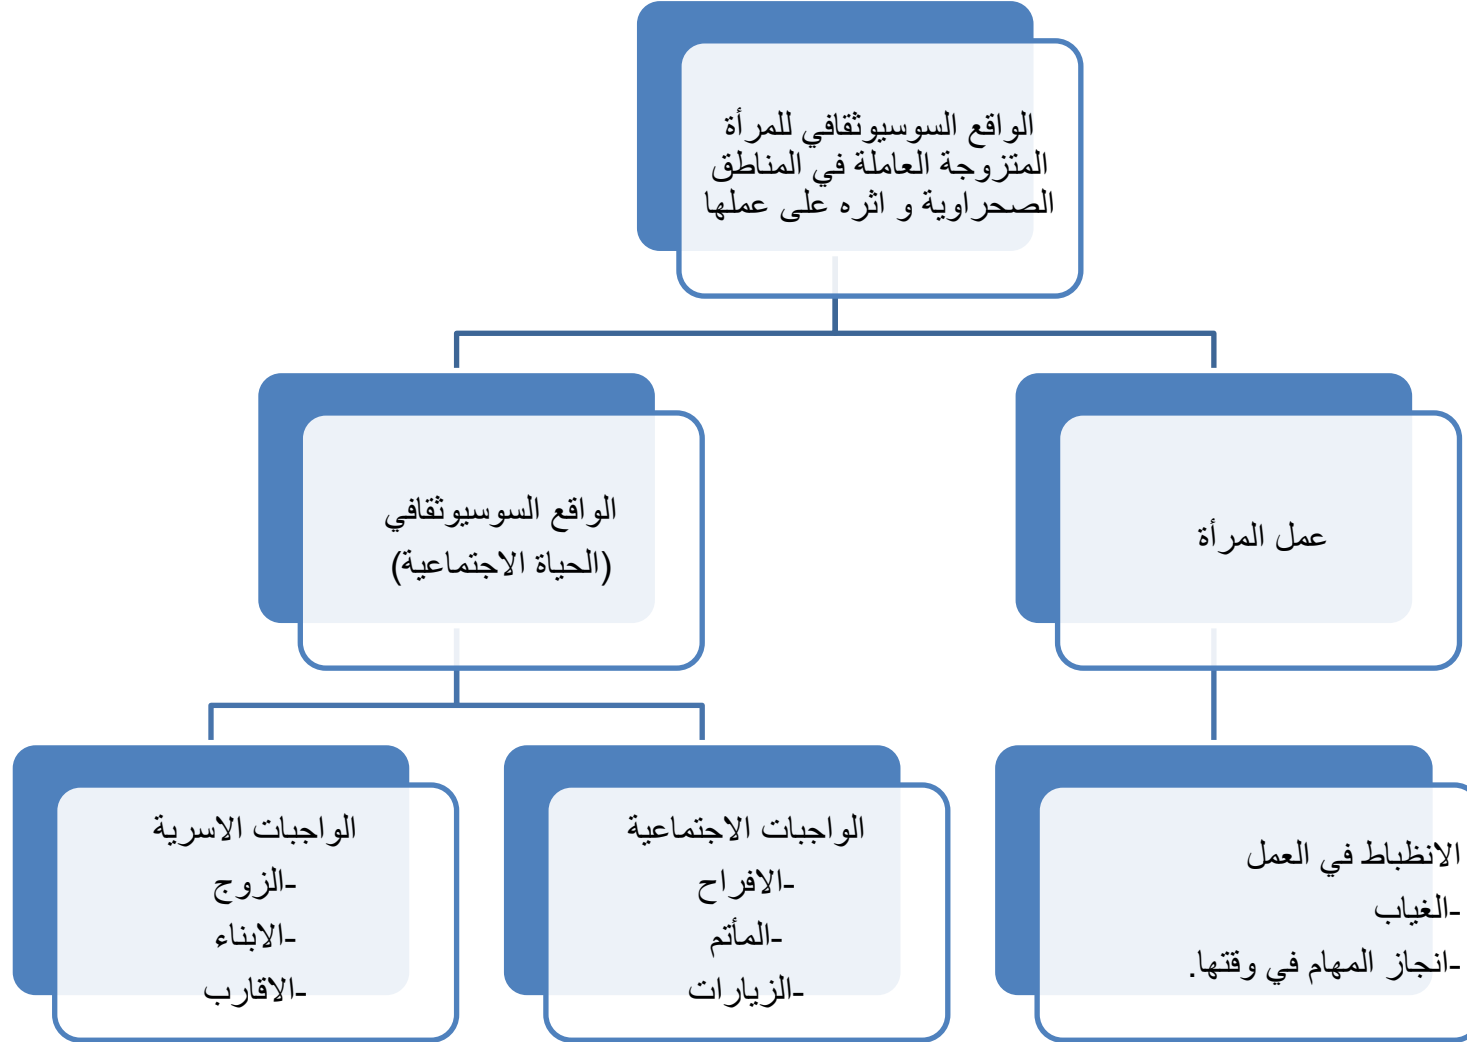 الواقع السوسيوثقافي للمرأة
المتزوجة العاملة في المناطق
الصحراوية و اثره على عملها
عمل المرأة
الواقع السوسيوثقافي
(الحياة الاجتماعية)
الانظباط في العمل
-الغياب
-انجاز المهام في وقتها.
الواجبات الاجتماعية
-الافراح
-المأتم
-الزيارات
الواجبات الاسرية
-الزوج
-الابناء
-الاقارب